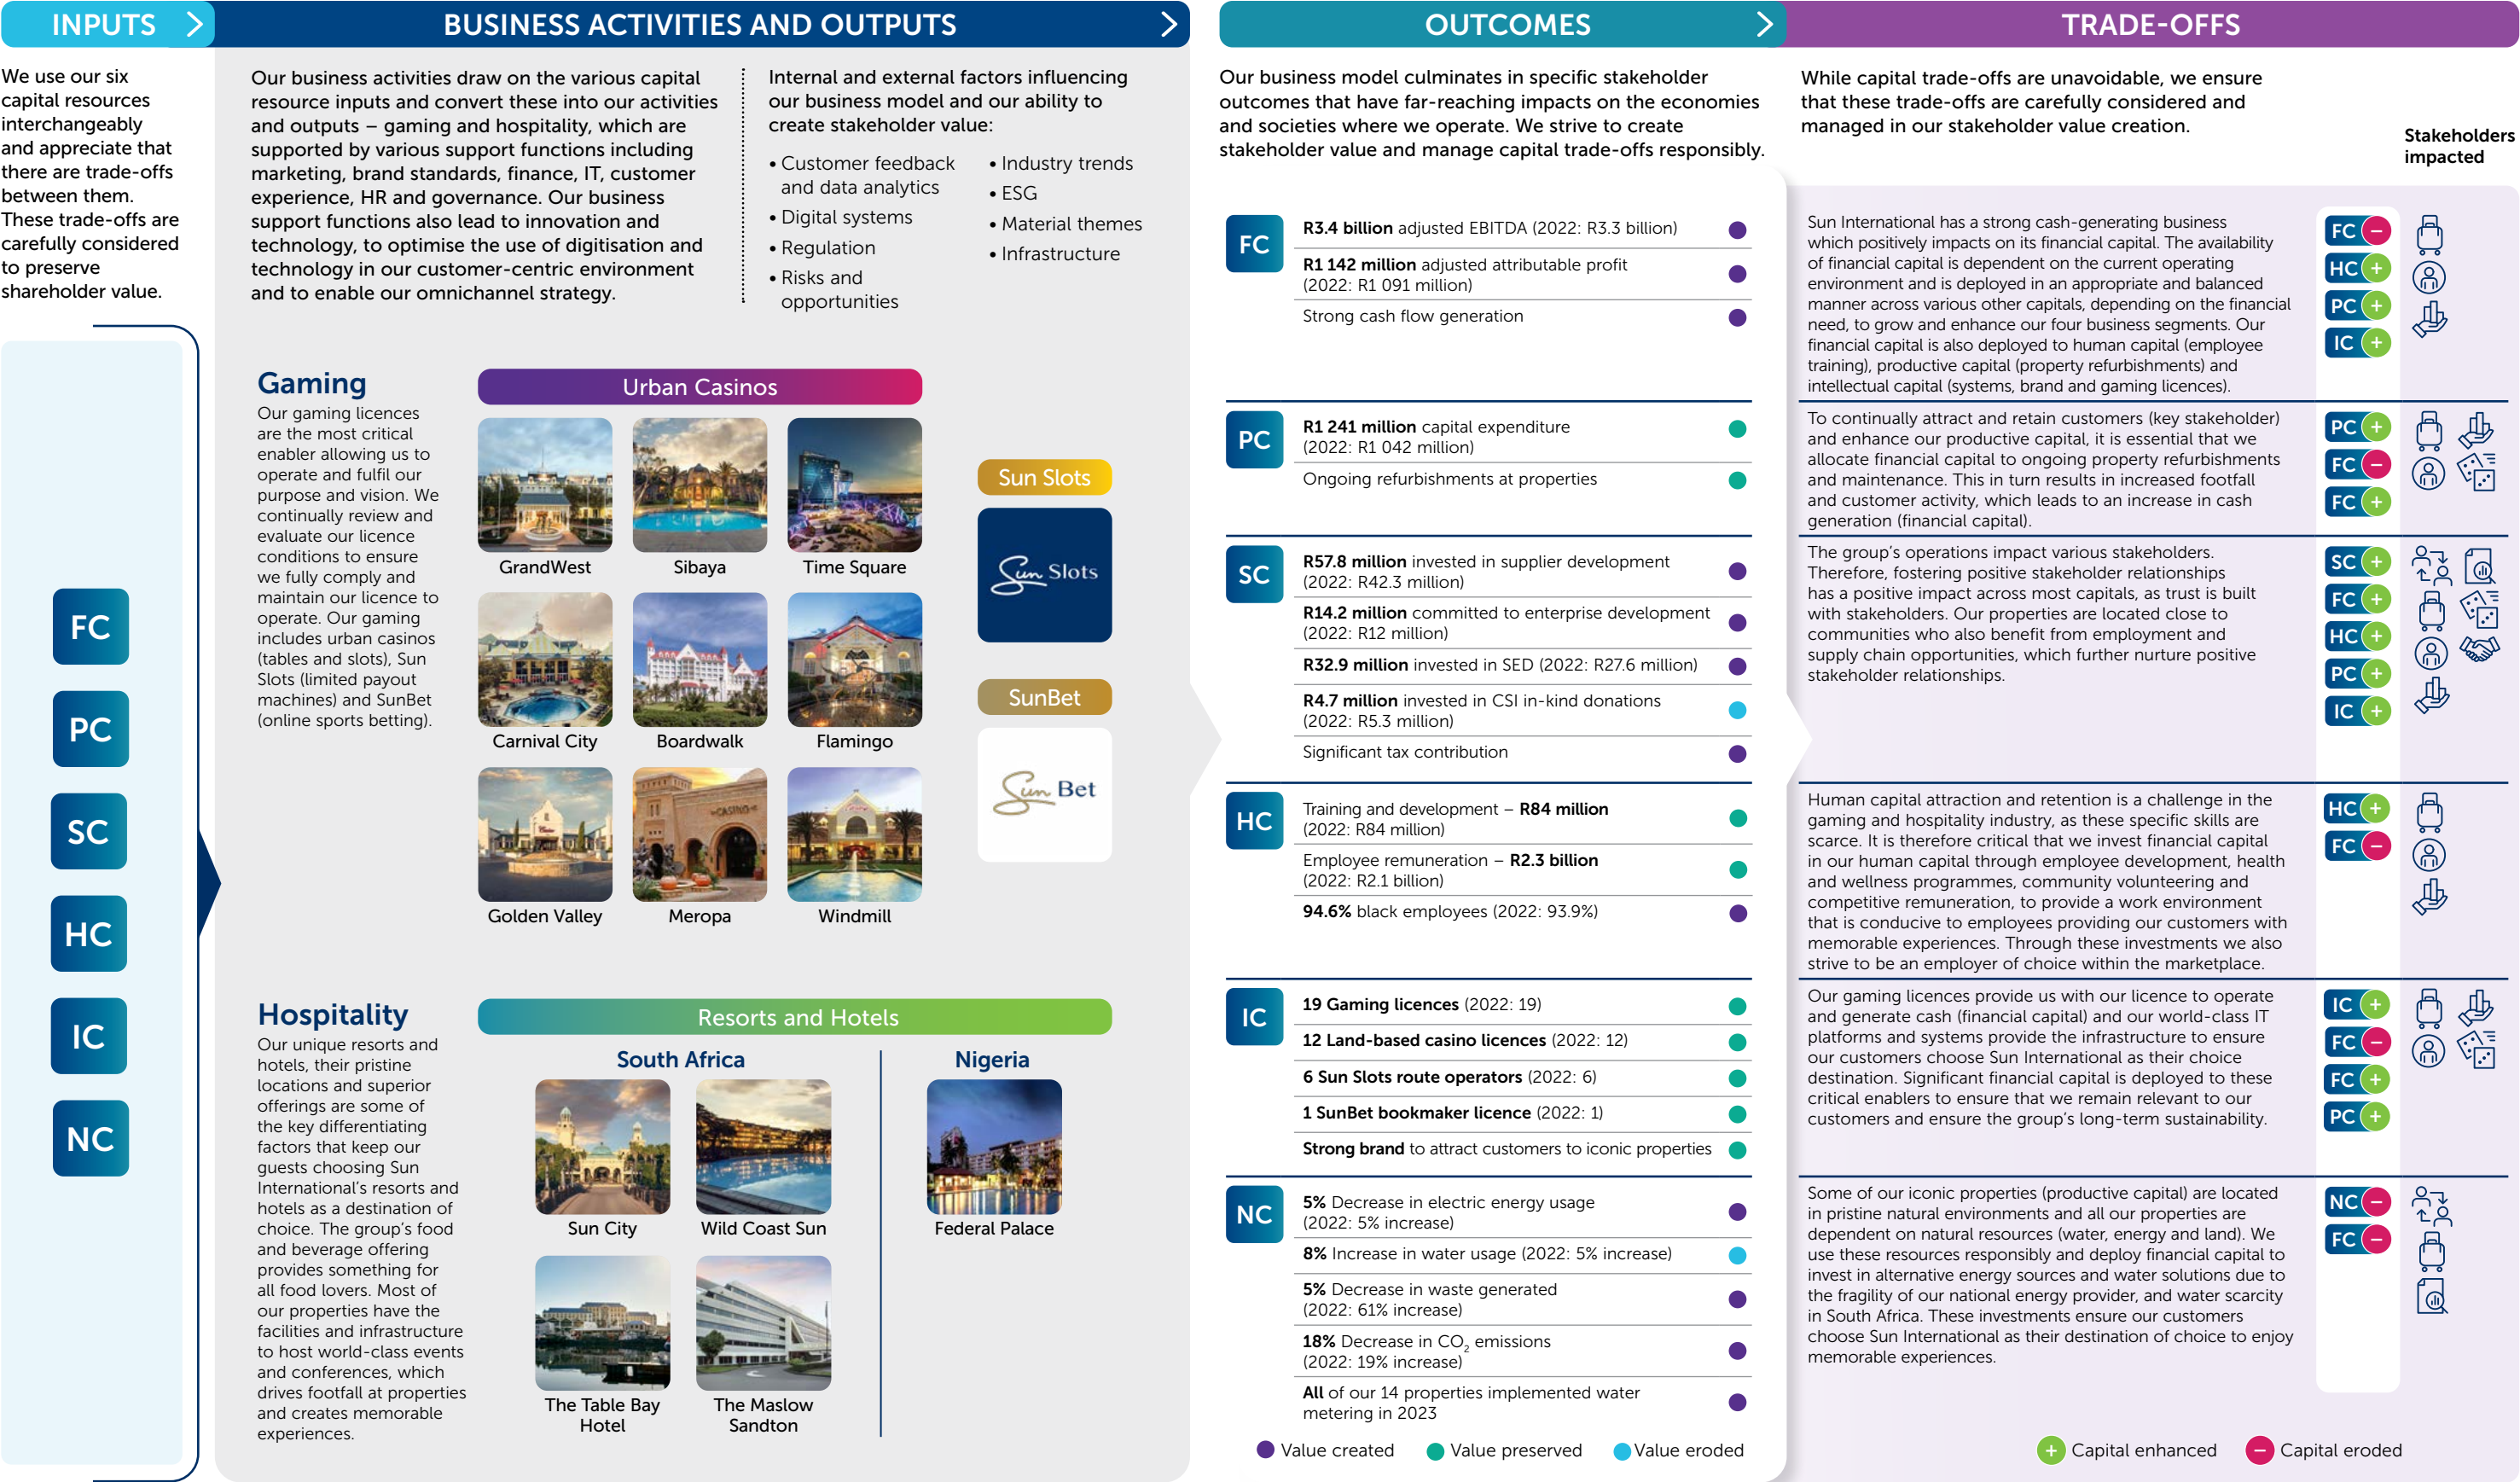 INPUTS
We use our six
capital resources
interchangeably
and appreciate that
there are trade-offs
between them.
These trade-offs are
carefully considered
to preserve
shareholder value.
FC
PC
SC
HC
IC
NC
BUSINESS ACTIVITIES AND OUTPUTS
Our business activities draw on the various capital
resource inputs and convert these into our activities
and outputs – gaming and hospitality, which are
supported by various support functions including
marketing, brand standards, finance, IT, customer
experience, HR and governance. Our business
support functions also lead to innovation and
technology, to optimise the use of digitisation and
technology in our customer-centric environment
and to enable our omnichannel strategy.
Internal and external factors influencing
our business model and our ability to
create stakeholder value:
• Customer feedback
and data analytics
• Digital systems
• Regulation
• Risks and
opportunities
• Industry trends
• ESG
• Material themes
• Infrastructure
Gaming
Our gaming licences
are the most critical
enabler allowing us to
operate and fulfil our
purpose and vision. We
continually review and
evaluate our licence
conditions to ensure
we fully comply and
maintain our licence to
operate. Our gaming
includes urban casinos
(tables and slots), Sun
Slots (limited payout
machines) and SunBet
(online sports betting).
Urban Casinos
GrandWest
Sibaya
Time Square
Carnival City
Boardwalk
Flamingo
Golden Valley
CASINO
Meropa
Windmill
Sun Slots
Sun Slots
SunBet
Sun Bet
Hospitality
Our unique resorts and
hotels, their pristine
locations and superior
offerings are some of
the key differentiating
factors that keep our
guests choosing Sun
International's resorts and
hotels as a destination of
choice. The group's food
and beverage offering
provides something for
all food lovers. Most of
our properties have the
facilities and infrastructure
to host world-class events
and conferences, which
drives footfall at properties
and creates memorable
experiences.
Resorts and Hotels
South Africa
Nigeria
Sun City
Wild Coast Sun
Federal Palace
The Table Bay
Hotel
The Maslow
Sandton
OUTCOMES
Our business model culminates in specific stakeholder
outcomes that have far-reaching impacts on the economies
and societies where we operate. We strive to create
stakeholder value and manage capital trade-offs responsibly.
FC
R3.4 billion adjusted EBITDA (2022: R3.3 billion)
R1 142 million adjusted attributable profit
(2022: R1 091 million)
Strong cash flow generation
PC
R1 241 million capital expenditure
(2022: R1 042 million)
Ongoing refurbishments at properties
SC
R57.8 million invested in supplier development
(2022: R42.3 million)
R14.2 million committed to enterprise development
(2022: R12 million)
R32.9 million invested in SED (2022: R27.6 million)
R4.7 million invested in CSI in-kind donations
(2022: R5.3 million)
Significant tax contribution
HC
Training and development – R84 million
(2022: R84 million)
Employee remuneration – R2.3 billion
(2022: R2.1 billion)
94.6% black employees (2022: 93.9%)
IC
19 Gaming licences (2022: 19)
12 Land-based casino licences (2022: 12)
6 Sun Slots route operators (2022: 6)
1 SunBet bookmaker licence (2022: 1)
Strong brand to attract customers to iconic properties
NC
5% Decrease in electric energy usage
(2022: 5% increase)
8% Increase in water usage (2022: 5% increase)
5% Decrease in waste generated
(2022: 61% increase)
18% Decrease in CO2 emissions
(2022: 19% increase)
All of our 14 properties implemented water
metering in 2023
Value created
Value preserved
Value eroded
TRADE-OFFS
While capital trade-offs are unavoidable, we ensure
that these trade-offs are carefully considered and
managed in our stakeholder value creation.
Stakeholders
impacted
Sun International has a strong cash-generating business
which positively impacts on its financial capital. The availability
of financial capital is dependent on the current operating
environment and is deployed in an appropriate and balanced
manner across various other capitals, depending on the financial
need, to grow and enhance our four business segments. Our
financial capital is also deployed to human capital (employee
training), productive capital (property refurbishments) and
intellectual capital (systems, brand and gaming licences).
FC –
HC +
PC +
IC +
To continually attract and retain customers (key stakeholder)
and enhance our productive capital, it is essential that we
allocate financial capital to ongoing property refurbishments
and maintenance. This in turn results in increased footfall
and customer activity, which leads to an increase in cash
generation (financial capital).
PC +
FC –
FC +
The group's operations impact various stakeholders.
Therefore, fostering positive stakeholder relationships
has a positive impact across most capitals, as trust is built
with stakeholders. Our properties are located close to
communities who also benefit from employment and
supply chain opportunities, which further nurture positive
stakeholder relationships.
SC +
FC +
HC +
PC +
IC +
Human capital attraction and retention is a challenge in the
gaming and hospitality industry, as these specific skills are
scarce. It is therefore critical that we invest financial capital
in our human capital through employee development, health
and wellness programmes, community volunteering and
competitive remuneration, to provide a work environment
that is conducive to employees providing our customers with
memorable experiences. Through these investments we also
strive to be an employer of choice within the marketplace.
HC +
FC –
Our gaming licences provide us with our licence to operate
and generate cash (financial capital) and our world-class IT
platforms and systems provide the infrastructure to ensure
our customers choose Sun International as their choice
destination. Significant financial capital is deployed to these
critical enablers to ensure that we remain relevant to our
customers and ensure the group's long-term sustainability.
IC +
FC –
FC +
PC +
Some of our iconic properties (productive capital) are located
in pristine natural environments and all our properties are
dependent on natural resources (water, energy and land). We
use these resources responsibly and deploy financial capital to
invest in alternative energy sources and water solutions due to
the fragility of our national energy provider, and water scarcity
in South Africa. These investments ensure our customers
choose Sun International as their destination of choice to enjoy
memorable experiences.
NC –
FC –
+ Capital enhanced
– Capital eroded